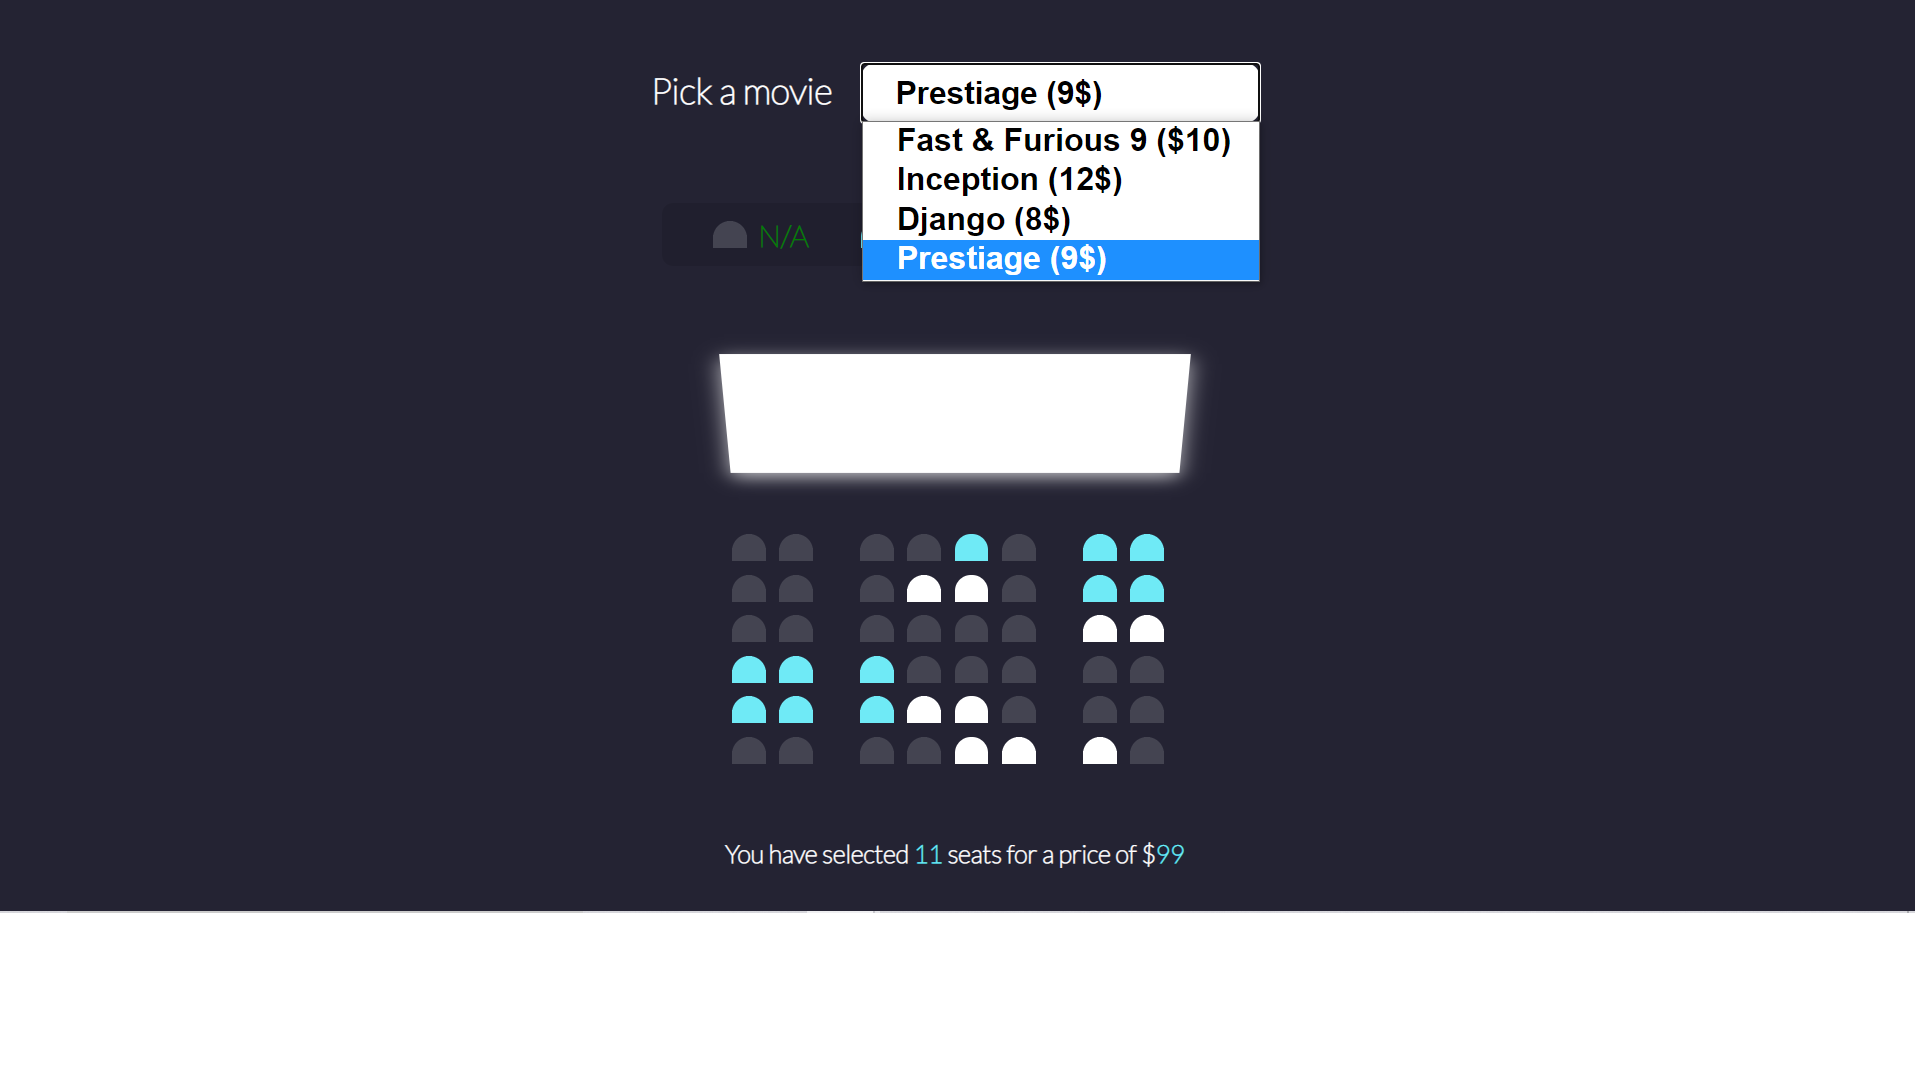 Pick a movie
Prestiage (9$)
Fast & Furious 9 ($10)
Inception (12$)
Django (8$)
Prestiage (9$)
N/A
You have selected 11 seats for a price of $99